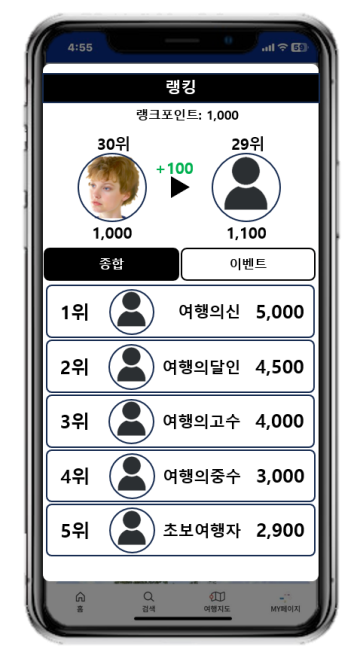 4:55
59
랭킹
랭크포인트: 1,000
30위
29위
+100
1,000
1,100
종합
이벤트
1위 여행의신 5,000
2위 여행의달인 4,500
3위 여행의고수 4,000
4위 여행의중수 3,000
5위 초보여행자 2,900
홈 검색 여행지도 MY페이지